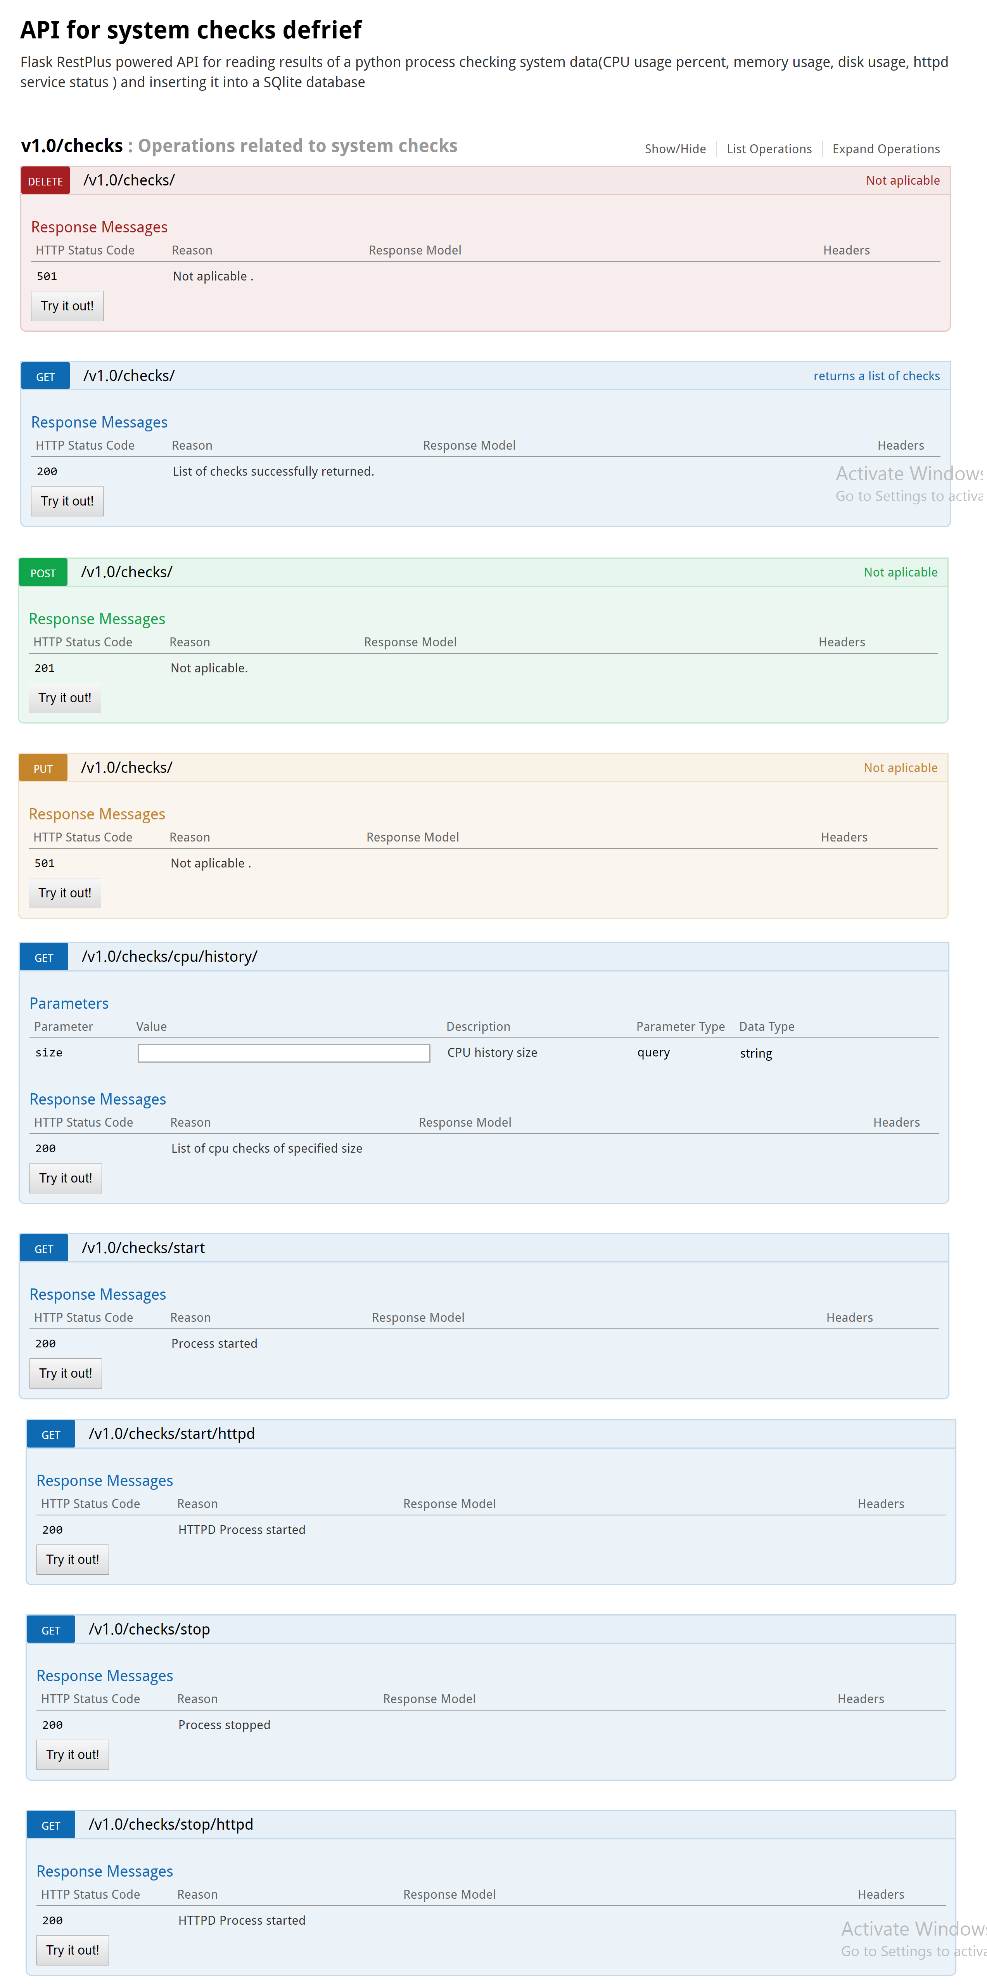 API for system checks defrief
Flask RestPlus powered API for reading results of a python process checking system data(CPU usage percent, memory usage, disk usage, httpd
service status ) and inserting it into a SQlite database
v1.0/checks : Operations related to system checks Show/Hide List Operations Expand Operations
DELETE /v1.0/checks/ Not aplicable
Response Messages
HTTP Status Code Reason Response Model Headers
501 Not aplicable .
Try it out!
GET /v1.0/checks/ returns a list of checks
Response Messages
HTTP Status Code Reason Response Model Headers
200 List of checks successfully returned.
Activate Windows
Go to Settings to activa
Try it out!
POST /v1.0/checks/ Not aplicable
Response Messages
HTTP Status Code Reason Response Model Headers
201 Not aplicable.
Try it out!
PUT /v1.0/checks/ Not aplicable
Response Messages
HTTP Status Code Reason Response Model Headers
501 Not aplicable .
Try it out!
GET /v1.0/checks/cpu/history/
Parameters
Parameter Value Description Parameter Type Data Type
size CPU history size query string
Response Messages
HTTP Status Code Reason Response Model Headers
200 List of cpu checks of specified size
Try it out!
GET /v1.0/checks/start
Response Messages
HTTP Status Code Reason Response Model Headers
200 Process started
Try it out!
GET /v1.0/checks/start/httpd
Response Messages
HTTP Status Code Reason Response Model Headers
200 HTTPD Process started
Try it out!
GET /v1.0/checks/stop
Response Messages
HTTP Status Code Reason Response Model Headers
200 Process stopped
Try it out!
GET /v1.0/checks/stop/httpd
Response Messages
HTTP Status Code Reason Response Model Headers
200 HTTPD Process started
Activate Windows
Go to Settings to activa
Try it out!